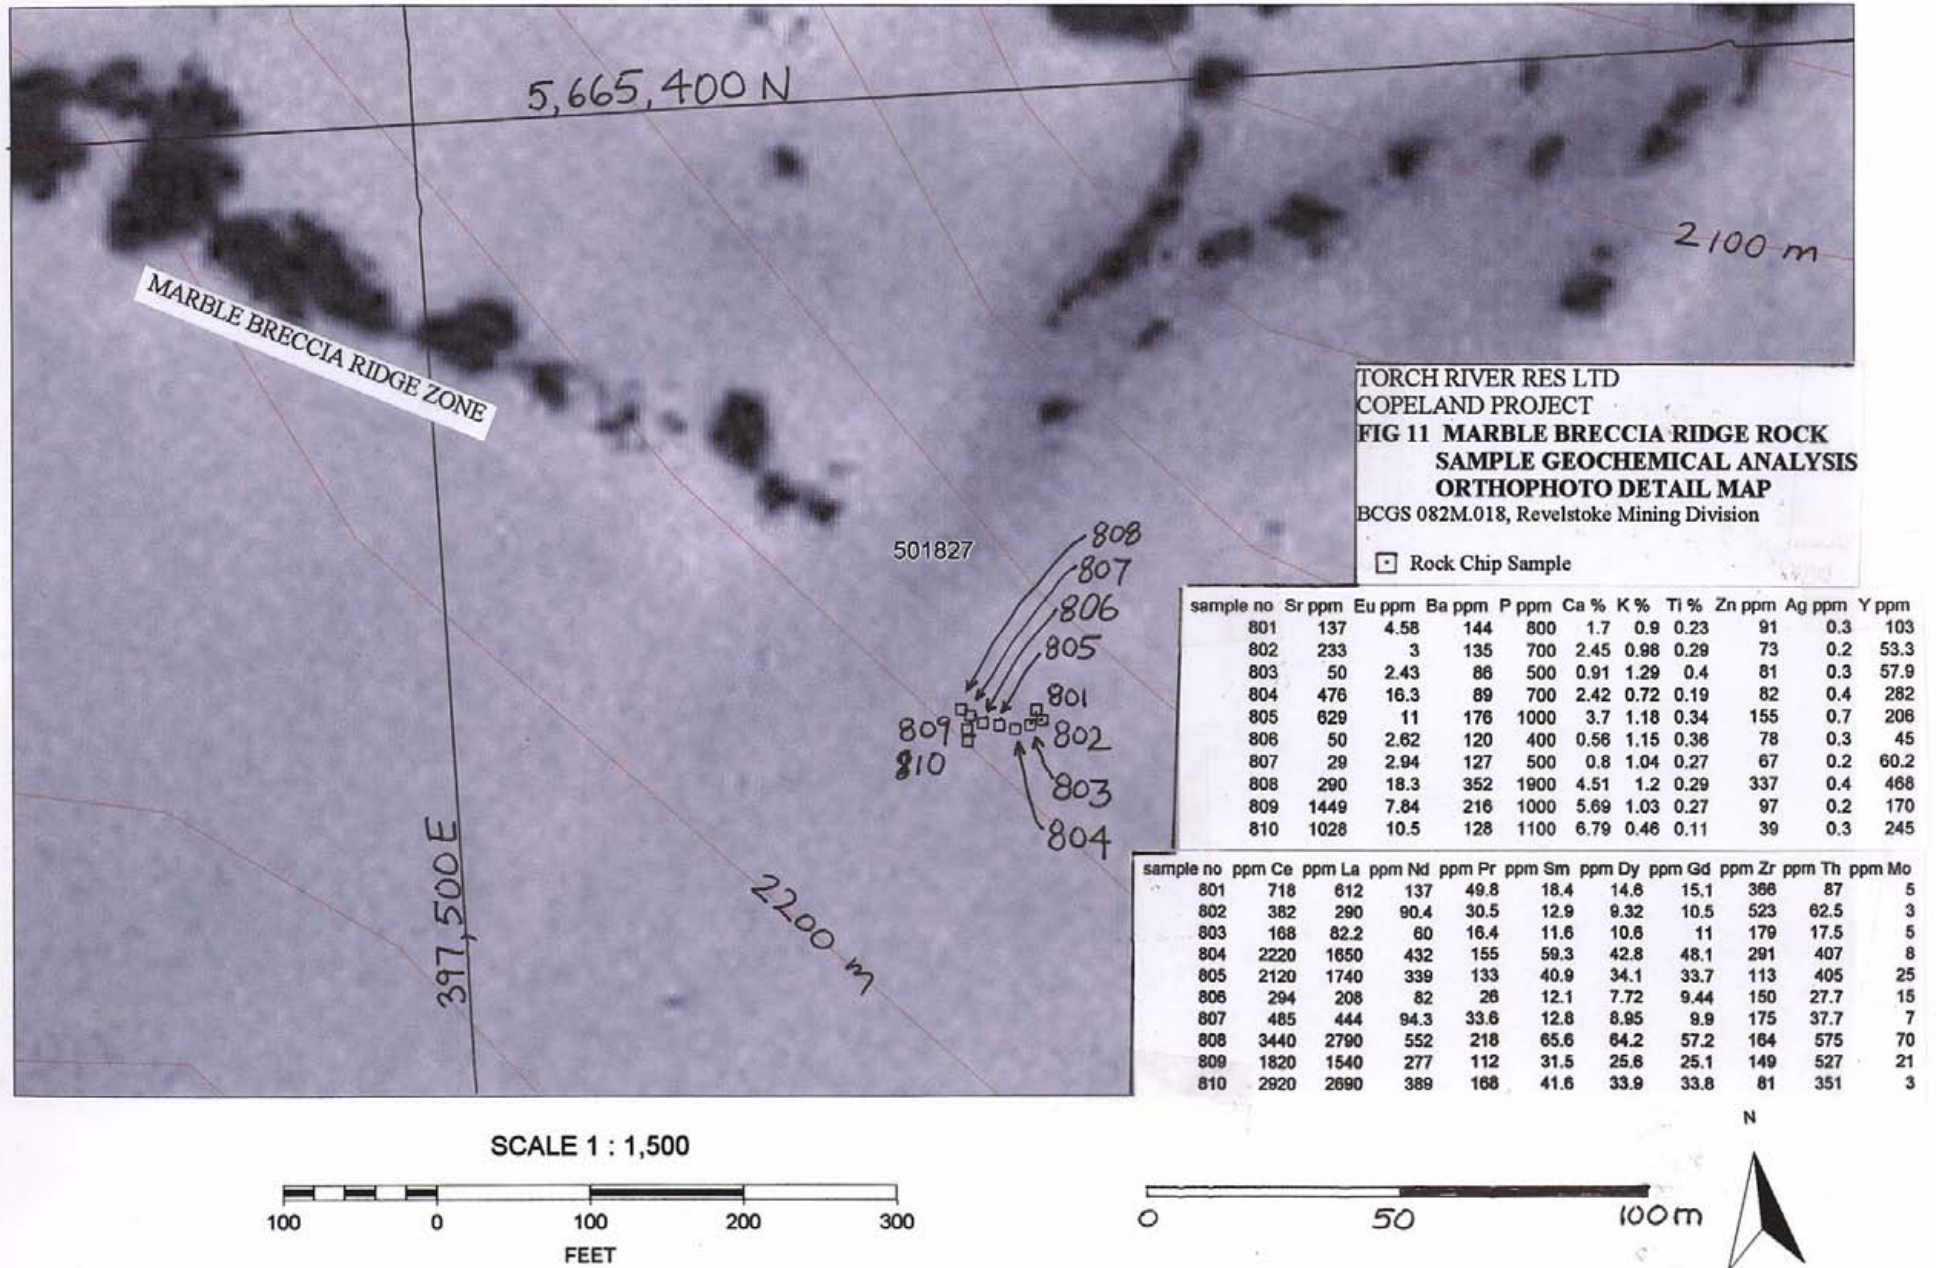 5,665,400 N
2100 m
MARBLE BRECCIA RIDGE ZONE
TORCH RIVER RES LTD
COPELAND PROJECT
FIG 11 MARBLE BRECCIA RIDGE ROCK
SAMPLE GEOCHEMICAL ANALYSIS
ORTHOPHOTO DETAIL MAP
BCGS 082M.018, Revelstoke Mining Division
Rock Chip Sample
501827
808
807
806
805
801
809
802
810
803
804
397,500E
2200 m
sample no Sr ppm Eu ppm Ba ppm P ppm Ca % K % Ti % Zn ppm Ag ppm Y ppm
801 137 4.58 144 800 1.7 0.9 0.23 91 0.3 103
802 233 3 135 700 2.45 0.98 0.29 73 0.2 53.3
803 50 2.43 86 500 0.91 1.29 0.4 81 0.3 57.9
804 476 16.3 89 700 2.42 0.72 0.19 82 0.4 282
805 629 11 176 1000 3.7 1.18 0.34 155 0.7 206
806 50 2.62 120 400 0.56 1.15 0.36 78 0.3 45
807 29 2.94 127 500 0.8 1.04 0.27 67 0.2 60.2
808 290 18.3 352 1900 4.51 1.2 0.29 337 0.4 468
809 1449 7.84 216 1000 5.69 1.03 0.27 97 0.2 170
810 1028 10.5 128 1100 6.79 0.46 0.11 39 0.3 245
sample no ppm Ce ppm La ppm Nd ppm Pr ppm Sm ppm Dy ppm Gd ppm Zr ppm Th ppm Mo
801 718 612 137 49.8 18.4 14.6 15.1 366 87 5
802 382 290 90.4 30.5 12.9 9.32 10.5 523 62.5 3
803 168 82.2 60 16.4 11.6 10.6 11 179 17.5 5
804 2220 1650 432 155 59.3 42.8 48.1 291 407 8
805 2120 1740 339 133 40.9 34.1 33.7 113 405 25
806 294 208 82 26 12.1 7.72 9.44 150 27.7 15
807 485 444 94.3 33.6 12.8 8.95 9.9 175 37.7 7
808 3440 2790 552 218 65.6 64.2 57.2 164 575 70
809 1820 1540 277 112 31.5 25.6 25.1 149 527 21
810 2920 2690 389 168 41.6 33.9 33.8 81 351 3
SCALE 1 : 1,500
100 0 100 200 300
FEET
0 50 100m
N